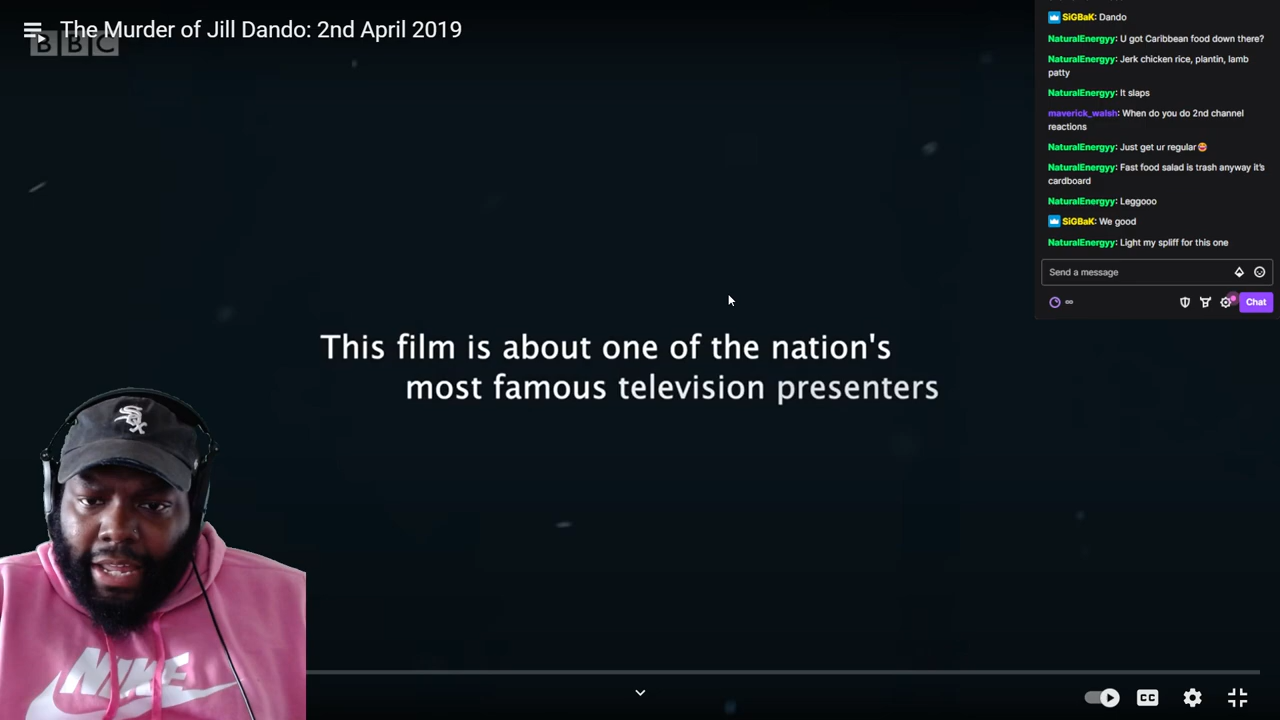 The Murder of Jill Dando: 2nd April 2019
BBC
SiGBaK: Dando
NaturalEnergyy: U got Caribbean food down there?
NaturalEnergyy: Jerk chicken rice, plantin, lamb
patty
NaturalEnergyy: It slaps
maverick_walsh: When do you do 2nd channel
reactions
NaturalEnergyy: Just get ur regular🤩
NaturalEnergyy: Fast food salad is trash anyway it's
cardboard
NaturalEnergyy: Leggooo
SiGBaK: We good
NaturalEnergyy: Light my spliff for this one
Send a message
Chat
This film is about one of the nation's
most famous television presenters
Sox
NIKE
CC